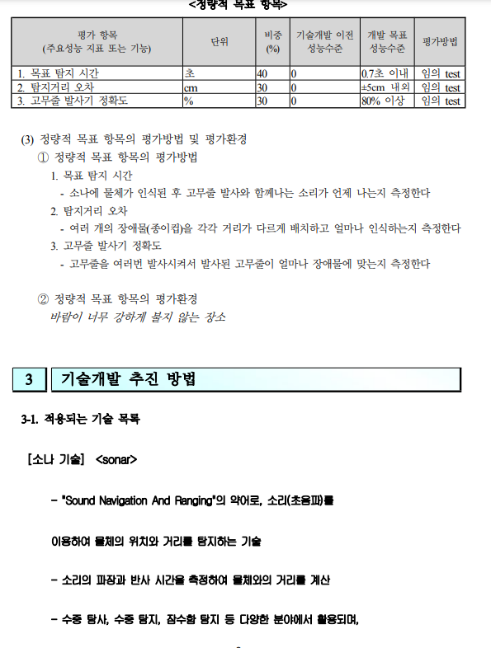 <정량적 목표 항목>
평가 항목 (주요성능 지표 또는 기능) 단위 비중 (%) 기술개발 이전 성능수준 개발 목표 성능수준 평가방법
1. 목표 탐지 시간 초 40 0 0.7초 이내 임의 test
2. 탐지거리 오차 cm 30 0 ±5cm 내외 임의 test
3. 고무줄 발사기 정확도 % 30 0 80% 이상 임의 test
(3) 정량적 목표 항목의 평가방법 및 평가환경
① 정량적 목표 항목의 평가방법
1. 목표 탐지 시간
- 소나에 물체가 인식된 후 고무줄 발사와 함께나는 소리가 언제 나는지 측정한다
2. 탐지거리 오차
- 여러 개의 장애물(종이컵)을 각각 거리가 다르게 배치하고 얼마나 인식하는지 측정한다
3. 고무줄 발사기 정확도
- 고무줄을 여러번 발사시켜서 발사된 고무줄이 얼마나 장애물에 맞는지 측정한다
② 정량적 목표 항목의 평가환경
바람이 너무 강하게 불지 않는 장소
3 기술개발 추진 방법
3-1. 적용되는 기술 목록
[소나 기술] <sonar>
- "Sound Navigation And Ranging"의 약어로, 소리(초음파)를
이용하여 물체의 위치와 거리를 탐지하는 기술
- 소리의 파장과 반사 시간을 측정하여 물체와의 거리를 계산
- 수중 탐사, 수중 탐지, 잠수함 탐지 등 다양한 분야에서 활용되며,